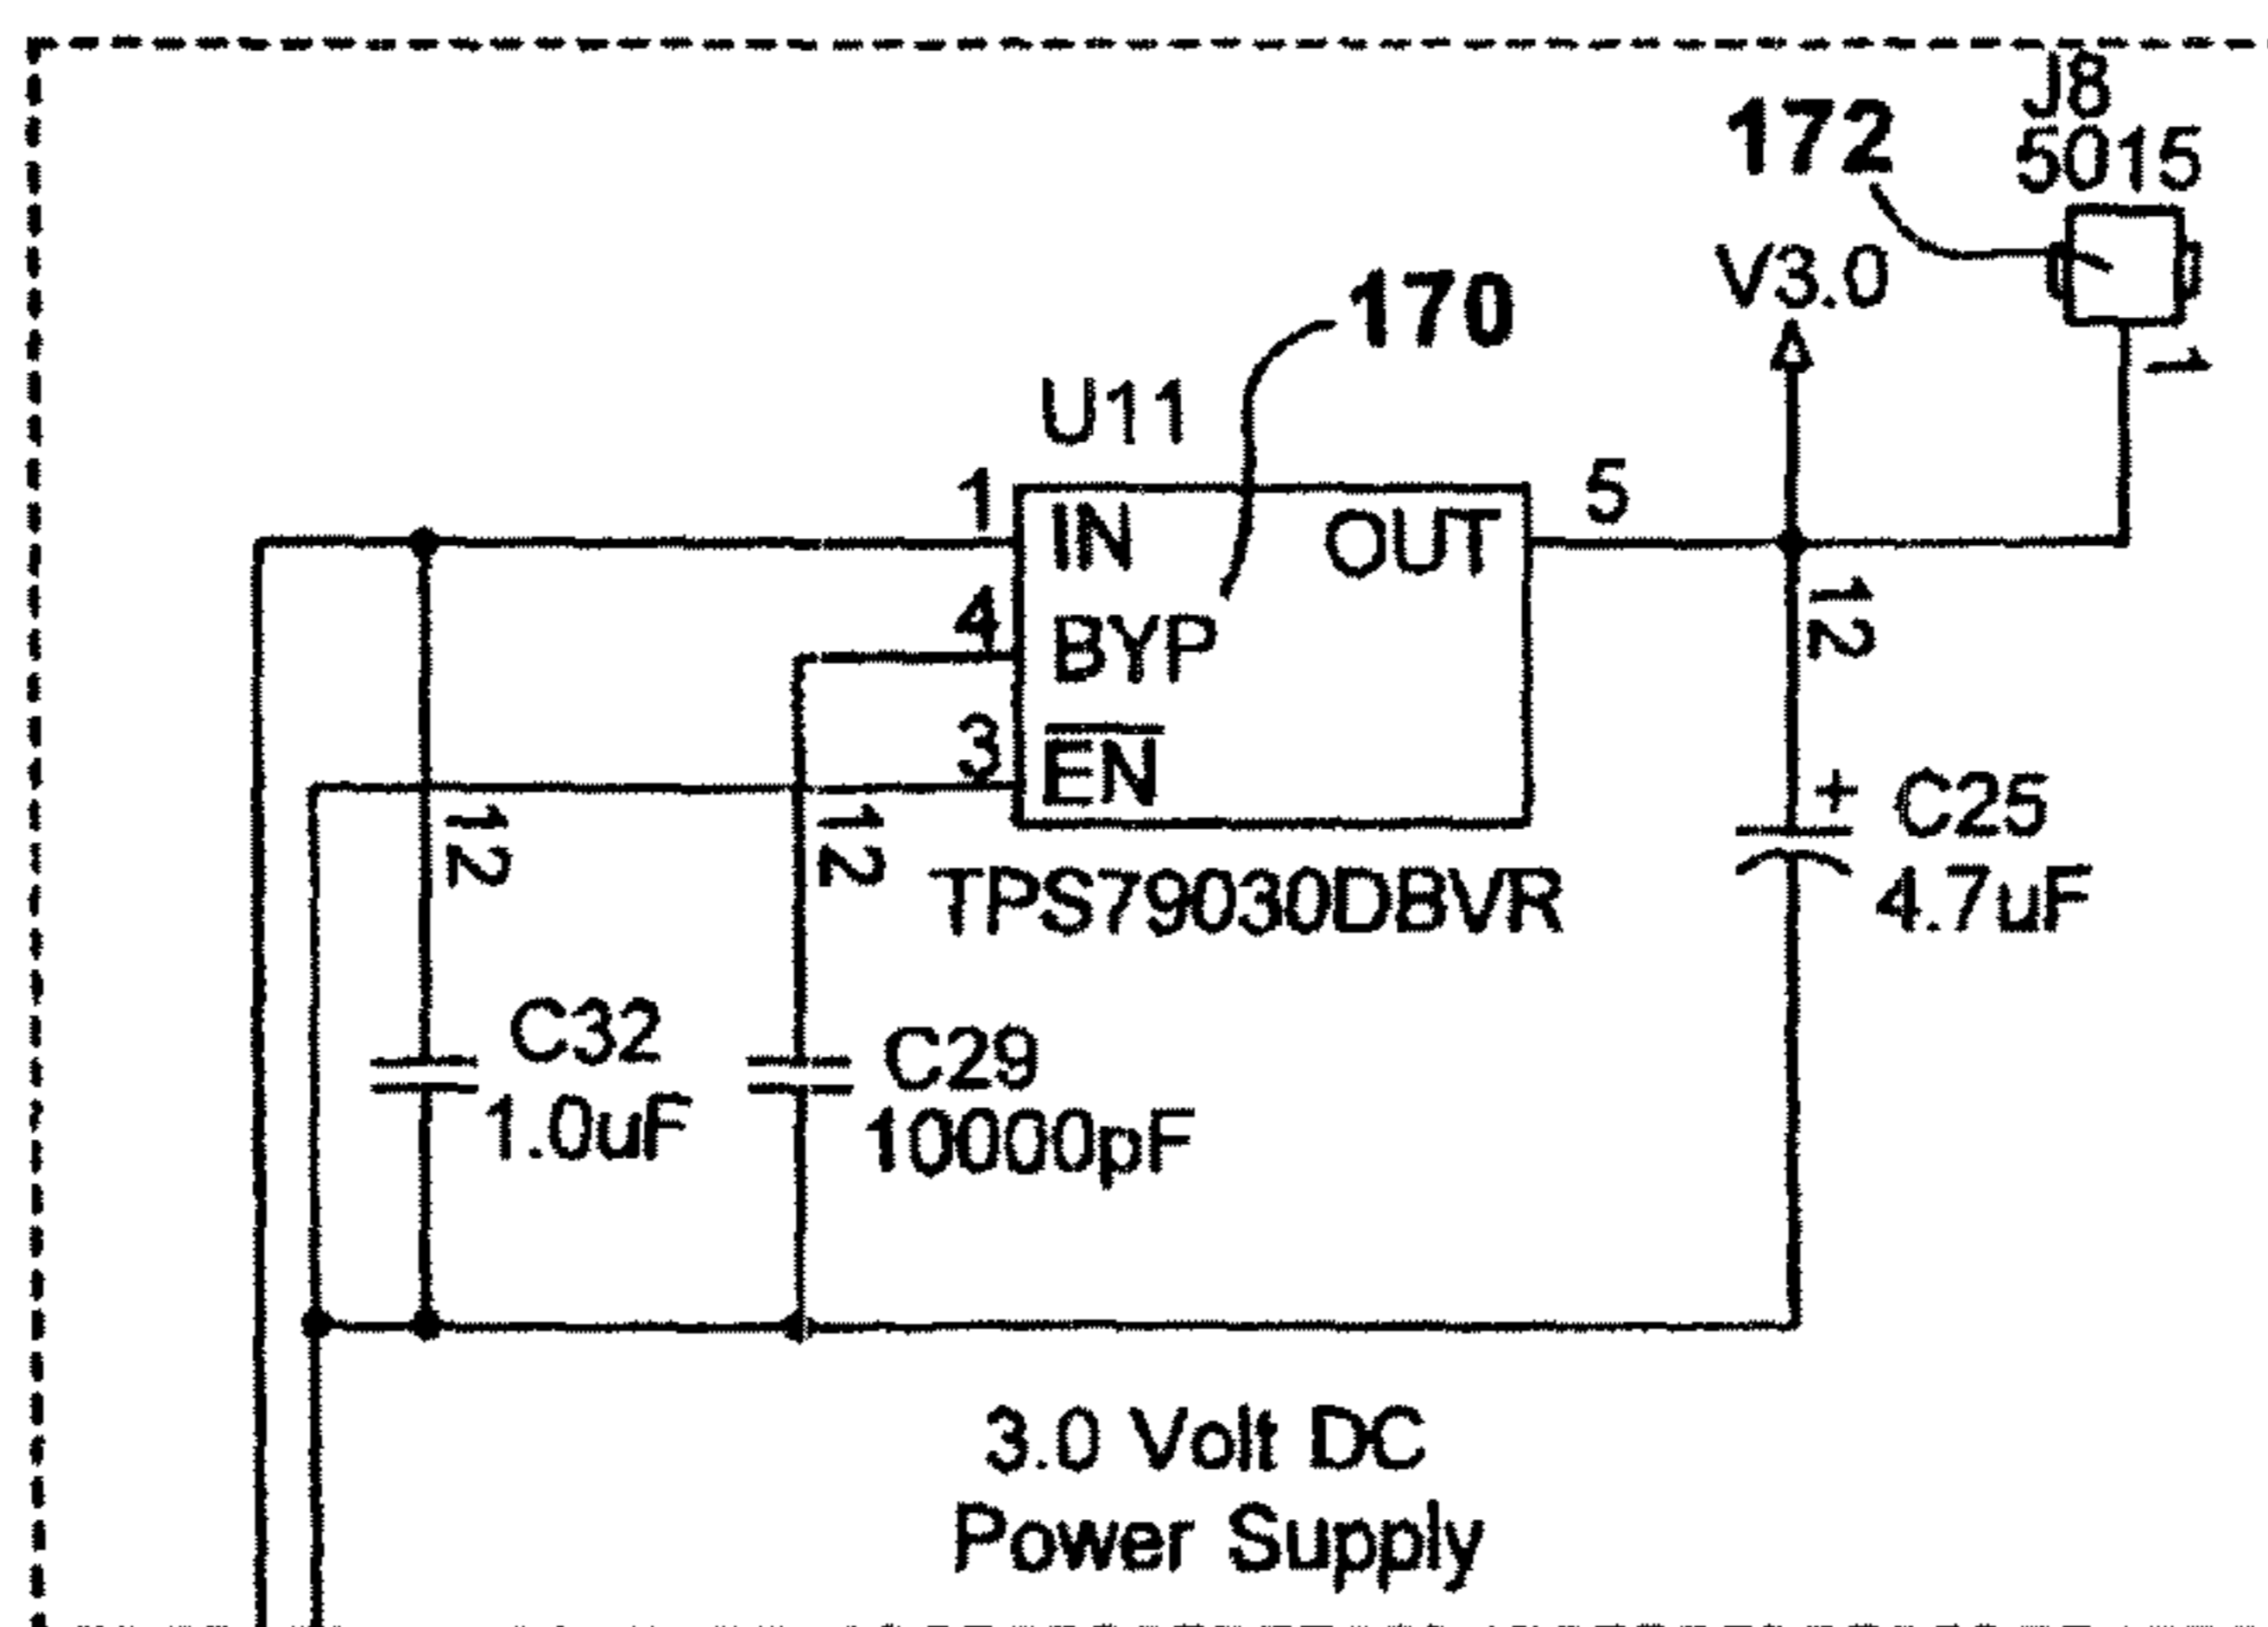 J8
5015
172
V3.0
1
170
U11
1
IN
OUT
5
4
BYP
3
EN
12
12
12
TPS79030DBVR
+
C25
4.7uF
C32
1.0uF
C29
10000pF
3.0 Volt DC
Power Supply